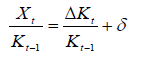 X_t / K_{t-1} = ΔK_t / K_{t-1} + δ